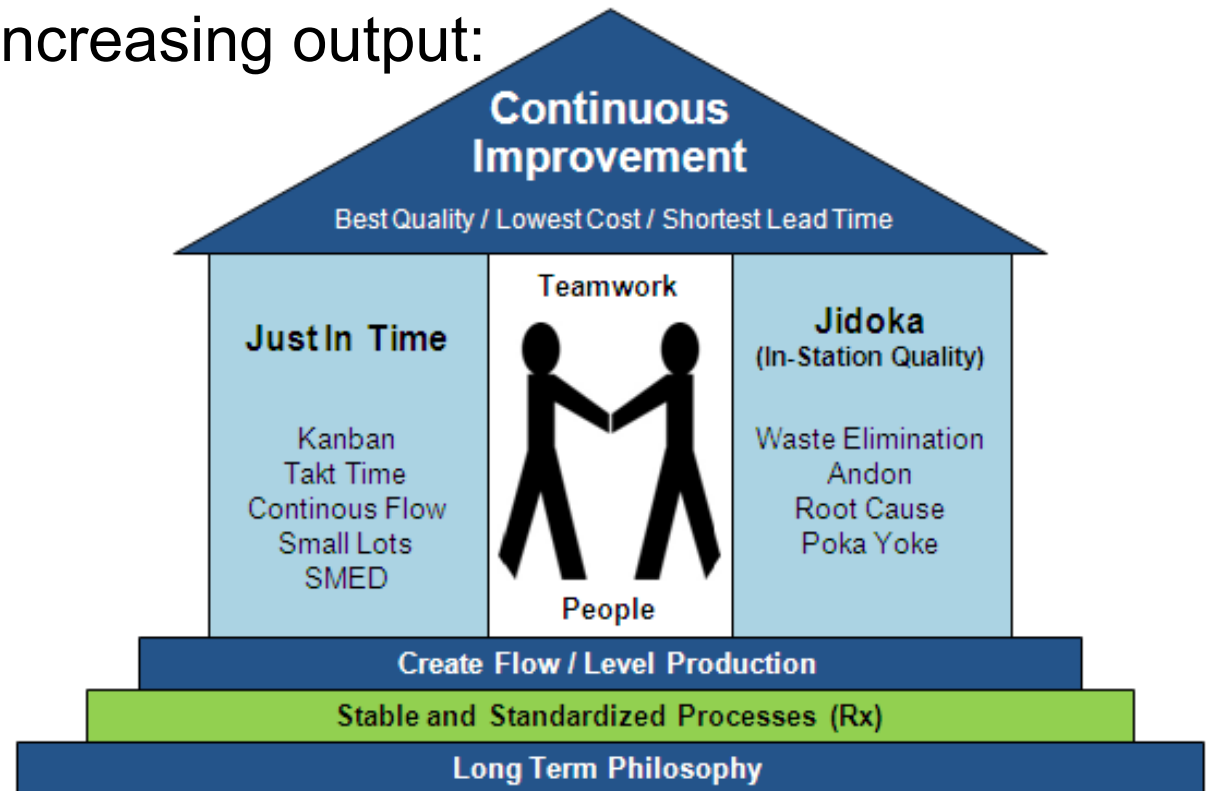 ncreasing output:
Continuous
Improvement
Best Quality / Lowest Cost / Shortest Lead Time
Just In Time
Kanban
Takt Time
Continous Flow
Small Lots
SMED
Teamwork
People
Jidoka
(In-Station Quality)
Waste Elimination
Andon
Root Cause
Poka Yoke
Create Flow / Level Production
Stable and Standardized Processes (Rx)
Long Term Philosophy